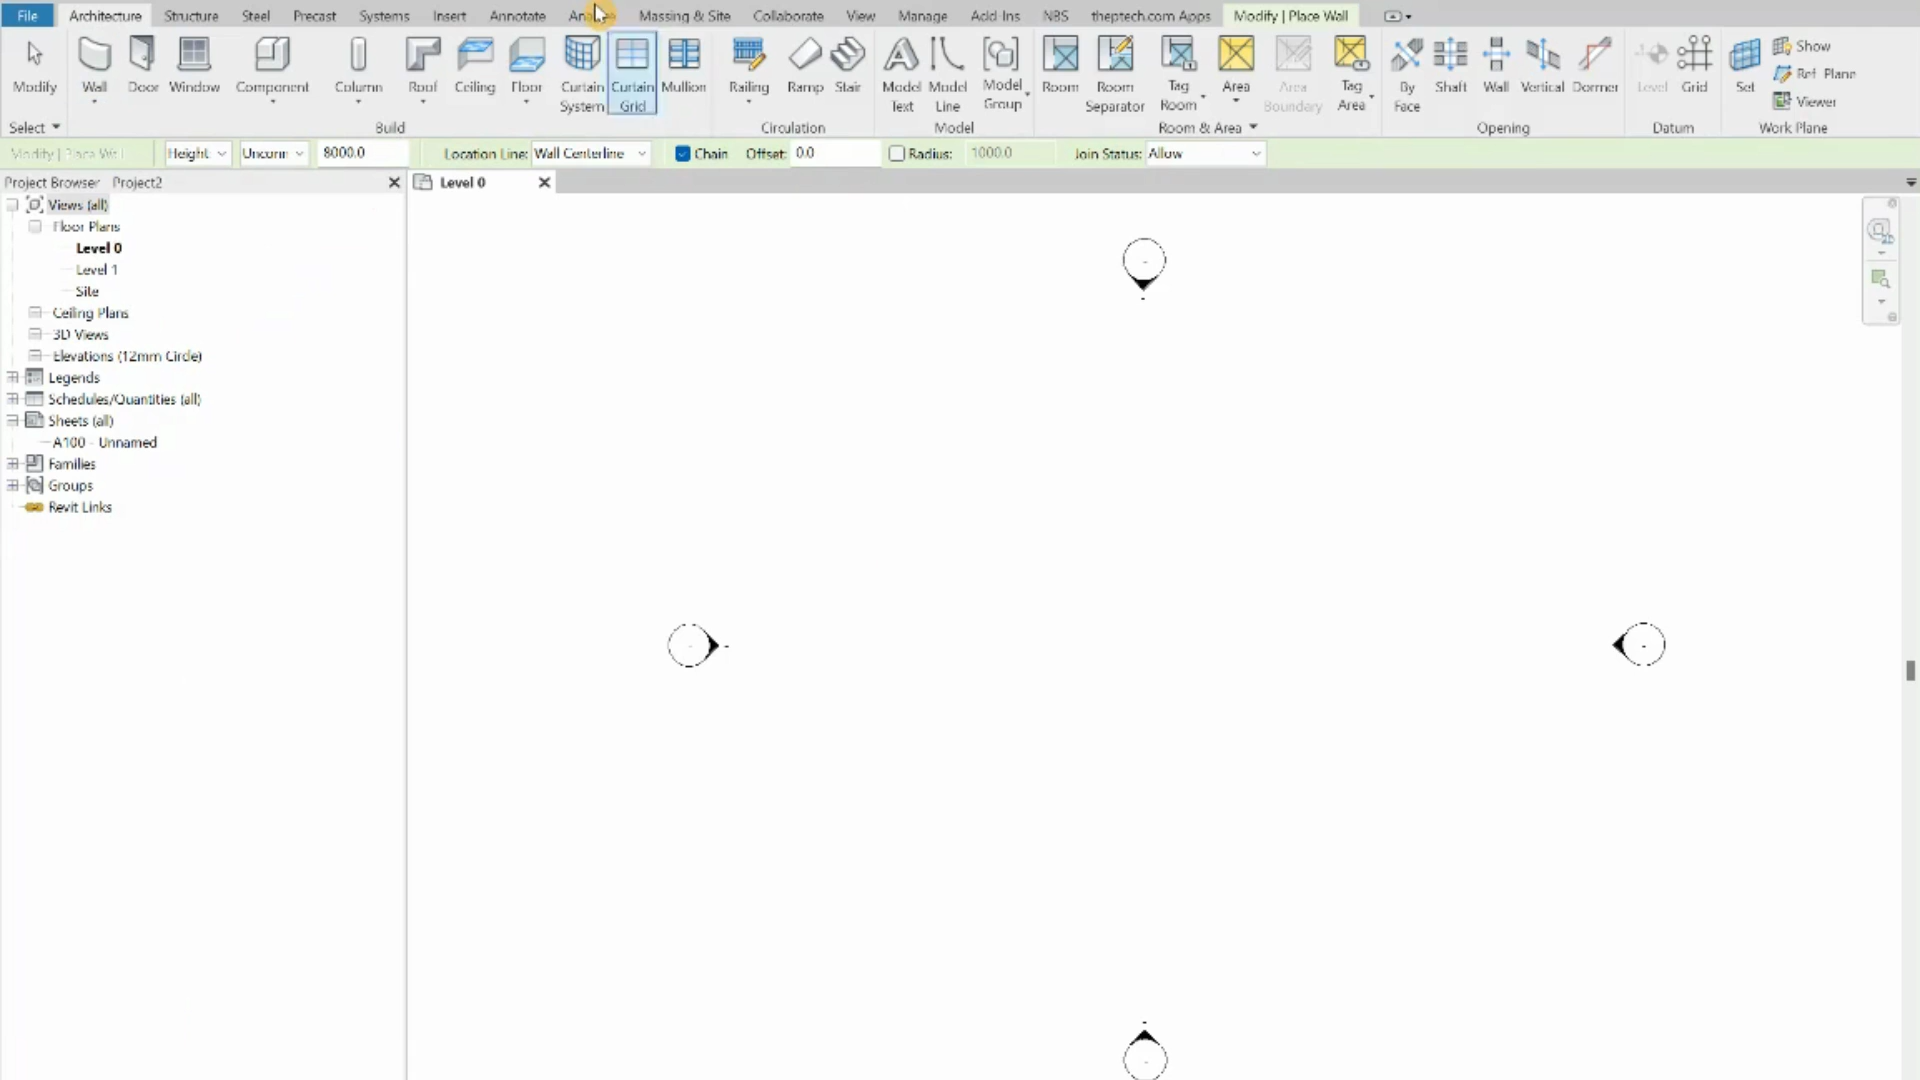 File Architecture Structure Steel Precast Systems Insert Annotate Massing & Site Collaborate View Manage Add-Ins NBS theptech.com Apps Modify | Place Wall
Modify Wall Door Window Component Column Roof Ceiling Floor Curtain System Curtain Grid Mullion Railing Ramp Stair Model Text Model Line Model Group Room Room Separator Tag Room Area Area Boundary Tag Area By Face Shaft Wall Vertical Dormer Level Grid Set Show Ref Plane Viewer
Select Build Circulation Model Room & Area Opening Datum Work Plane
Modify | Place Height 8000.0 Location Line: Wall Centerline Chain Offset: 0.0 Radius: 1000.0 Join Status: Allow
Project Browser Project2 Level 0
Views (all)
Floor Plans
Level 0
Level 1
Site
Ceiling Plans
3D Views
Elevations (12mm Circle)
Legends
Schedules/Quantities (all)
Sheets (all)
A100 - Unnamed
Families
Groups
Revit Links